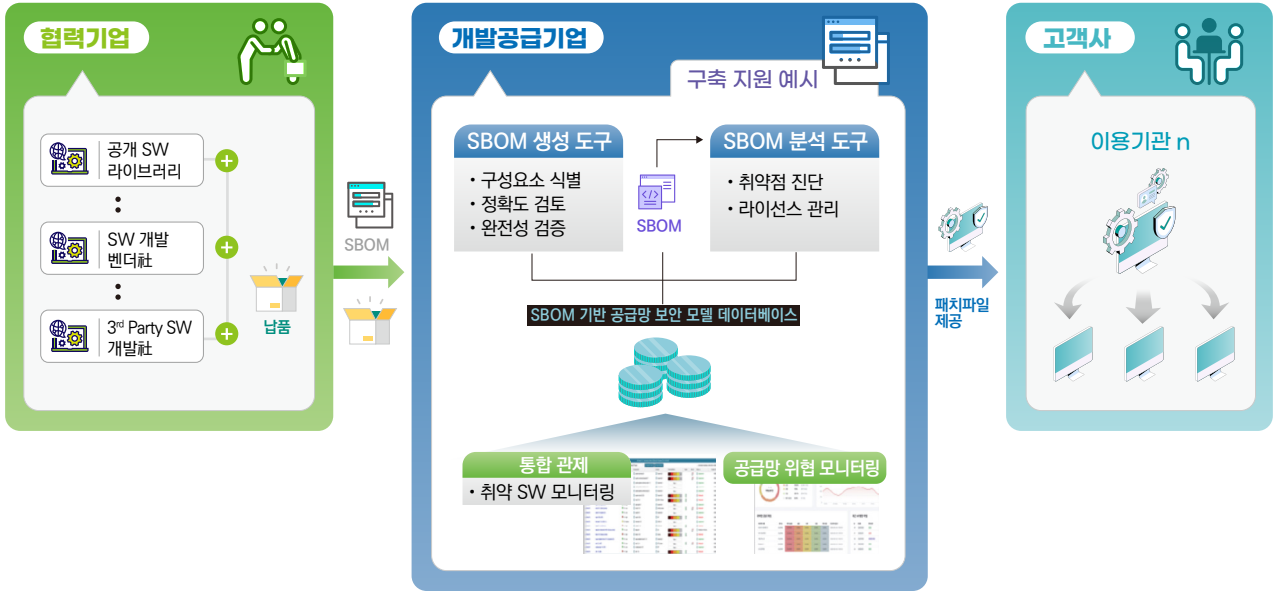 협력기업
공개 SW
라이브러리
SW 개발
벤더社
3rd Party SW
개발社
납품
SBOM
개발공급기업
구축 지원 예시
SBOM 생성 도구
• 구성요소 식별
• 정확도 검토
• 완전성 검증
SBOM
SBOM 분석 도구
• 취약점 진단
• 라이선스 관리
SBOM 기반 공급망 보안 모델 데이터베이스
통합 관제
• 취약 SW 모니터링
공급망 위협 모니터링
패치파일
제공
고객사
이용기관 n